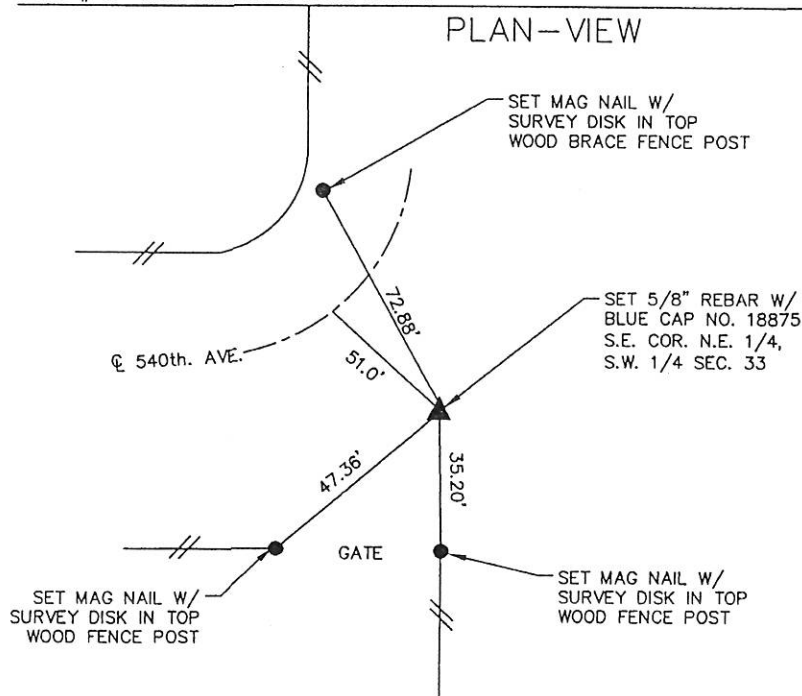 PLAN-VIEW
SET MAG NAIL W/
SURVEY DISK IN TOP
WOOD BRACE FENCE POST
72.88'
SET 5/8" REBAR W/
BLUE CAP NO. 18875
S.E. COR. N.E. 1/4,
S.W. 1/4 SEC. 33
℄ 540th. AVE.
51.0'
47.36'
35.20'
GATE
SET MAG NAIL W/
SURVEY DISK IN TOP
WOOD FENCE POST
SET MAG NAIL W/
SURVEY DISK IN TOP
WOOD FENCE POST